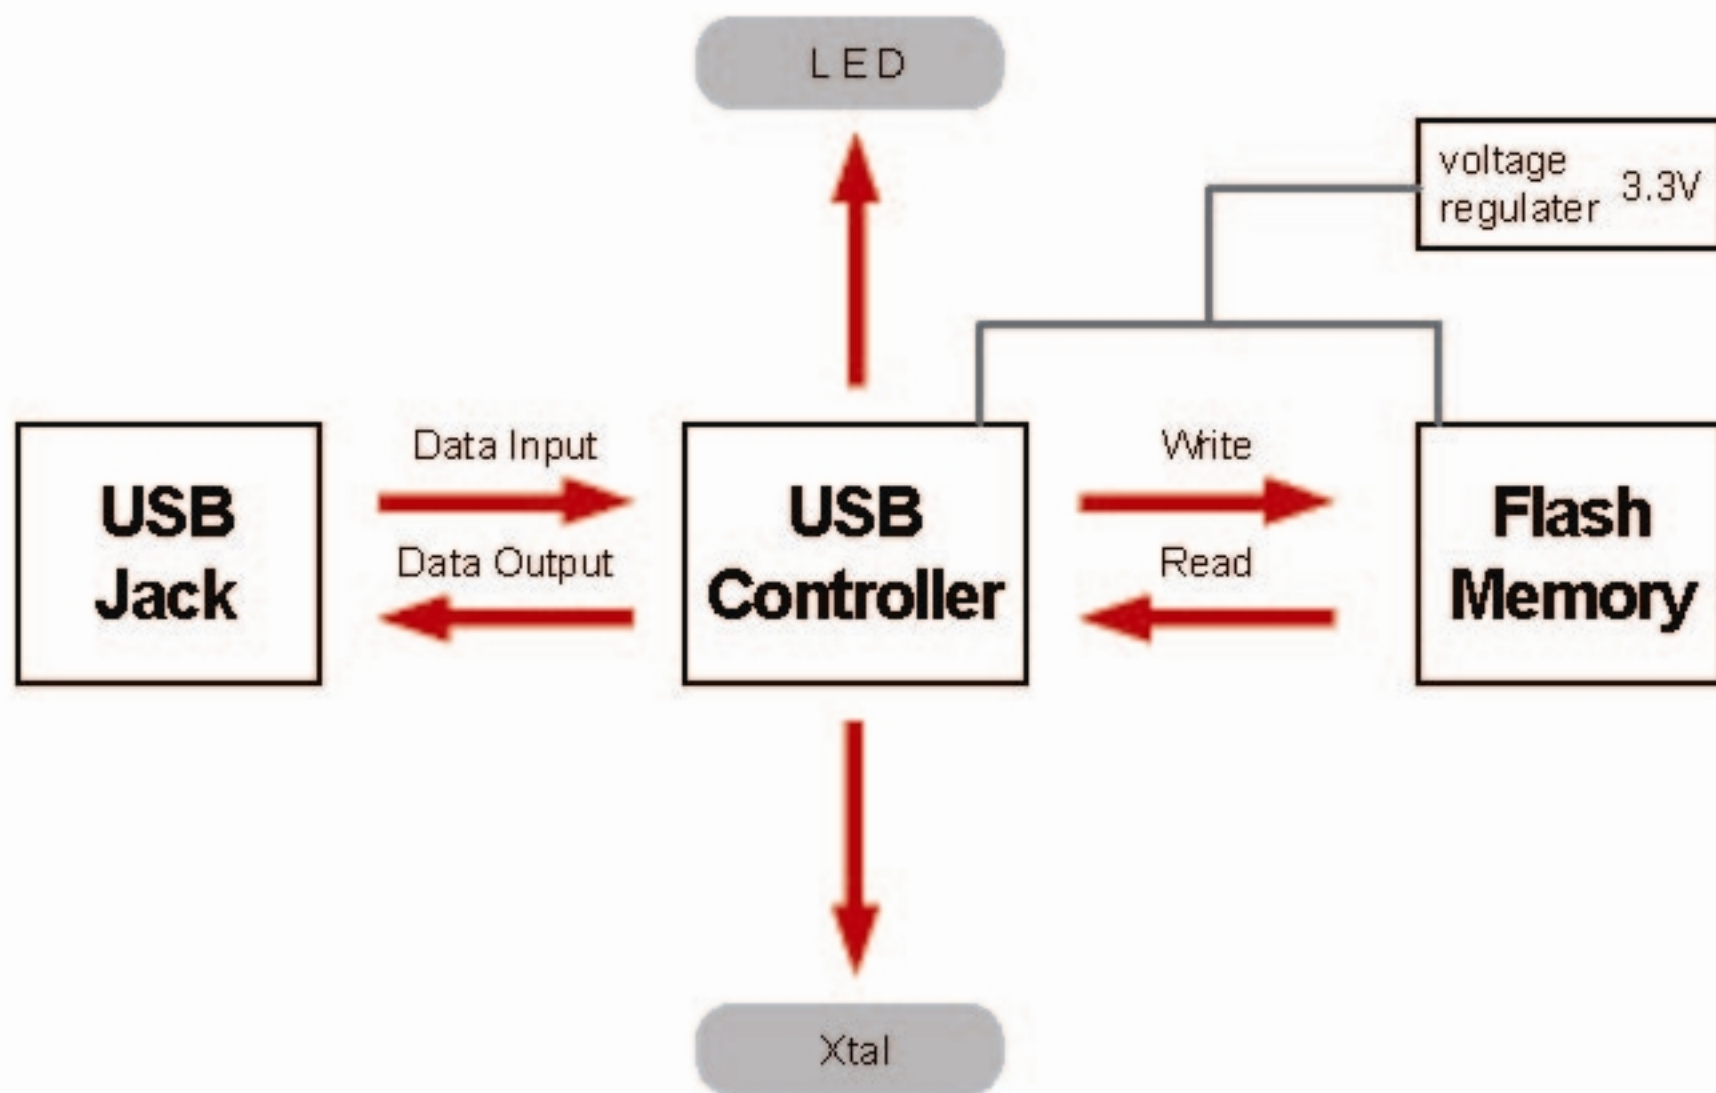 LED
voltage
regulater 3.3V
Data Input
Write
USB
Jack
USB
Controller
Flash
Memory
Data Output
Read
Xtal